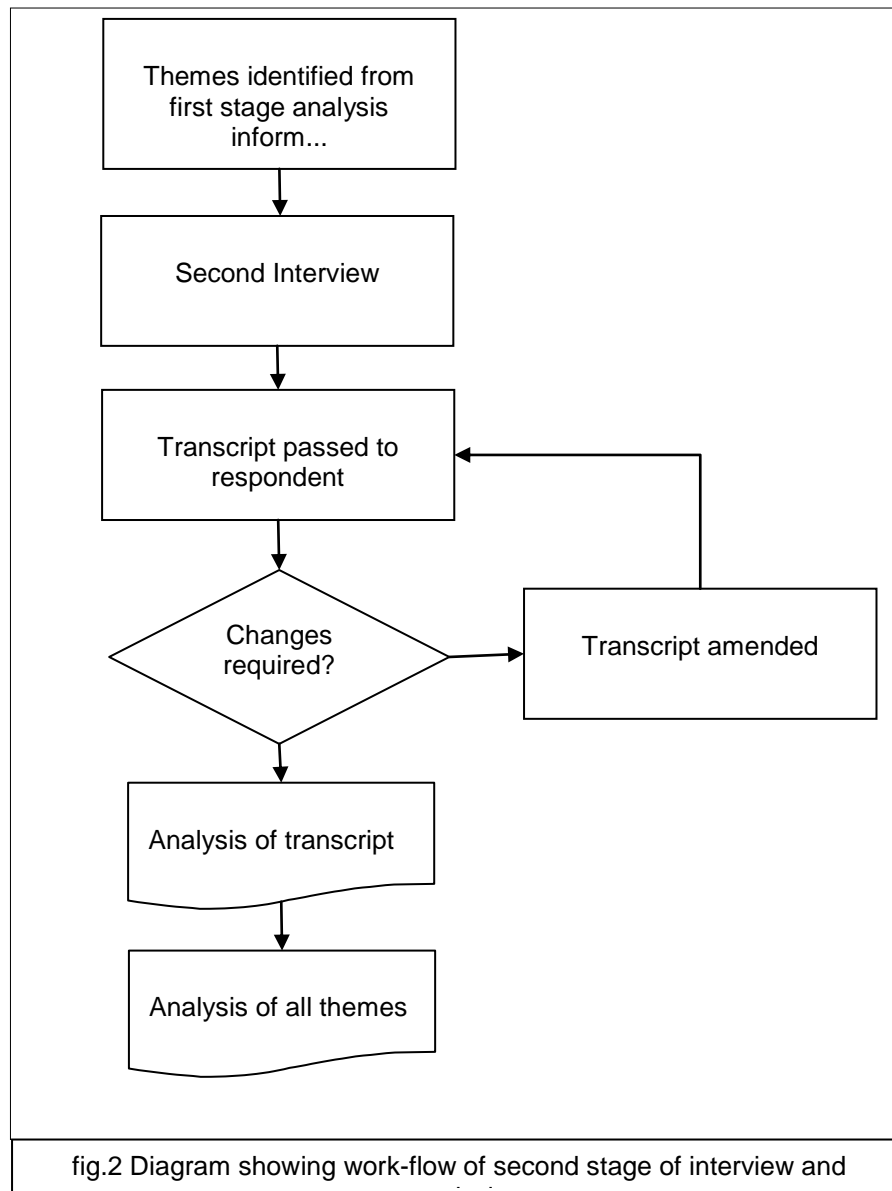 Themes identified from
first stage analysis
inform...
Second Interview
Transcript passed to
respondent
Changes
required?
Transcript amended
Analysis of transcript
Analysis of all themes
fig.2 Diagram showing work-flow of second stage of interview and